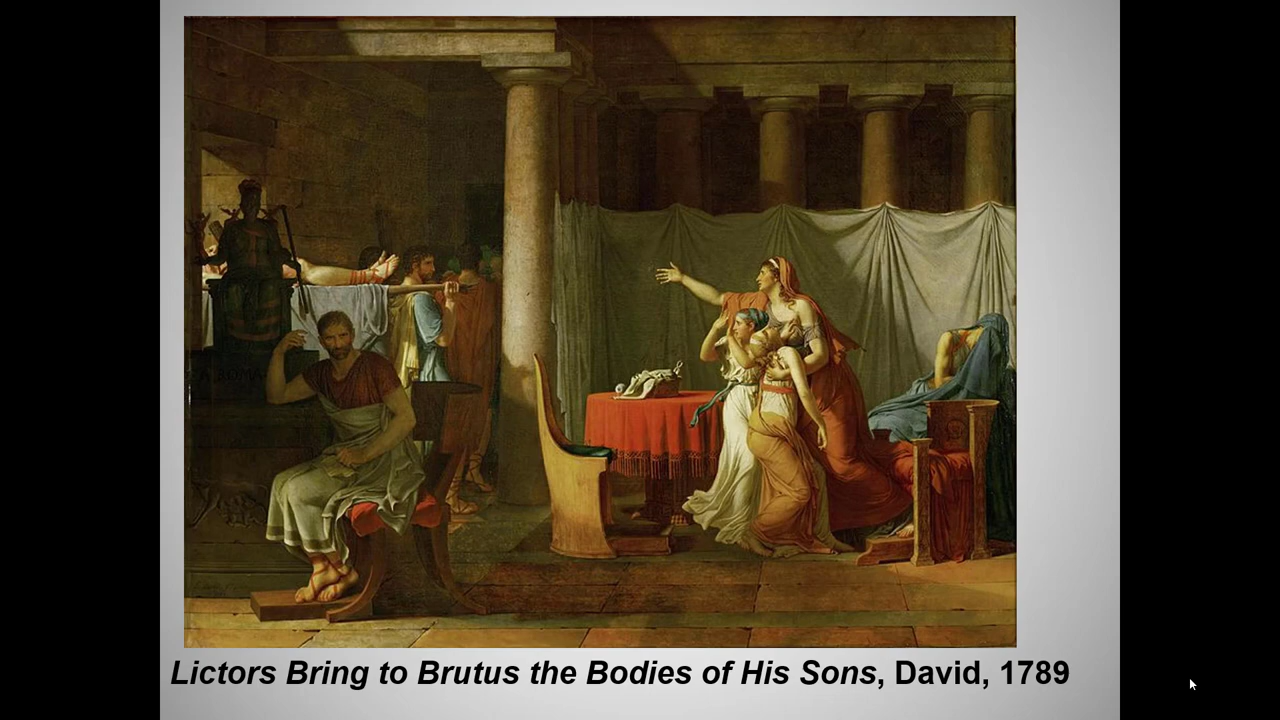 Lictors Bring to Brutus the Bodies of His Sons, David, 1789